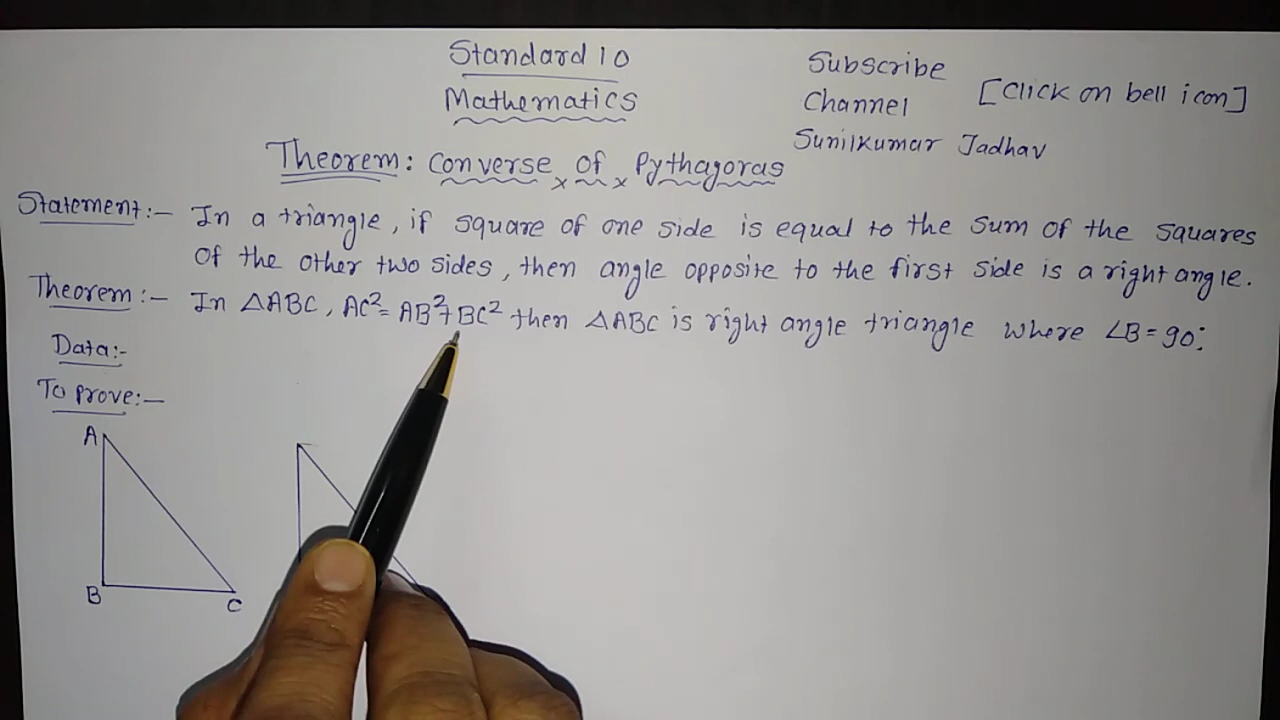 Standard 10
Mathematics
Subscribe
Channel
Sunilkumar Jadhav
[Click on bell icon]
Theorem: Converse of Pythagoras
Statement:- In a triangle, if square of one side is equal to the sum of the squares
of the other two sides, then angle opposite to the first side is a right angle.
Theorem:- In △ABC, AC²= AB²+BC² then △ABC is right angle triangle where ∠B=90°.
Data:-
To prove:-
A
B
C